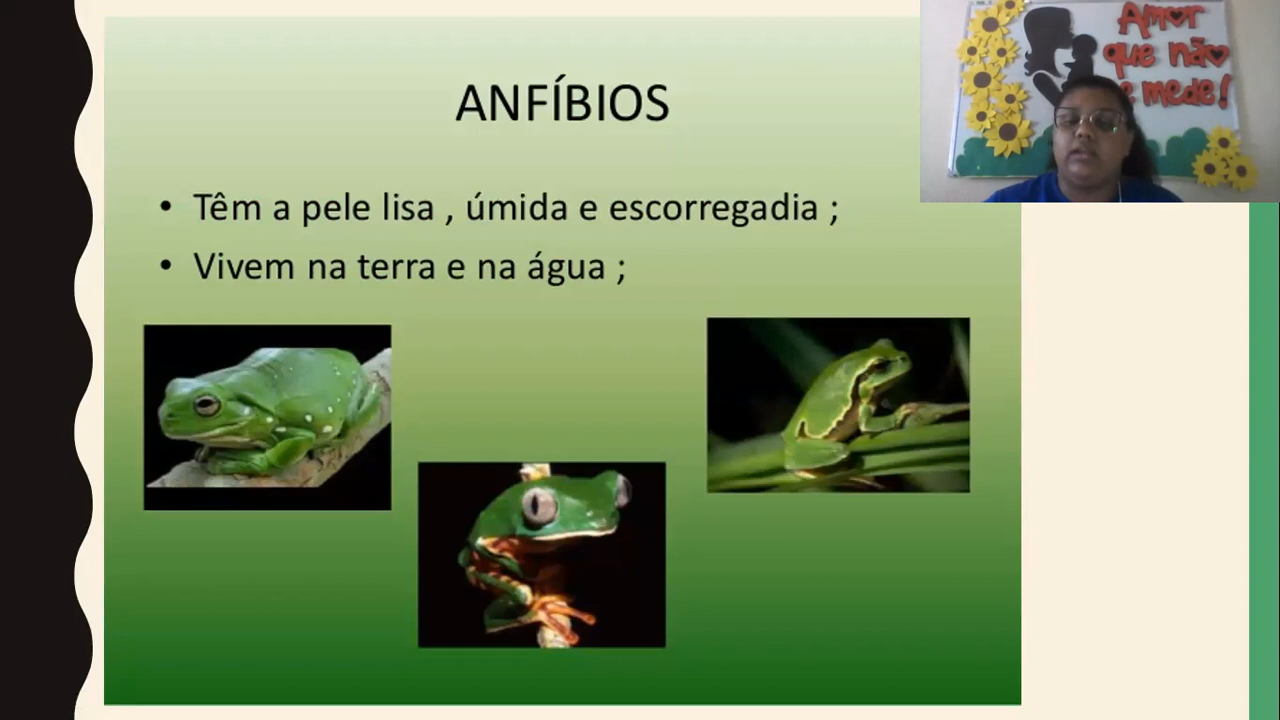 ANFÍBIOS
• Têm a pele lisa , úmida e escorregadia ;
• Vivem na terra e na água ;
Amor
que não
e mede!